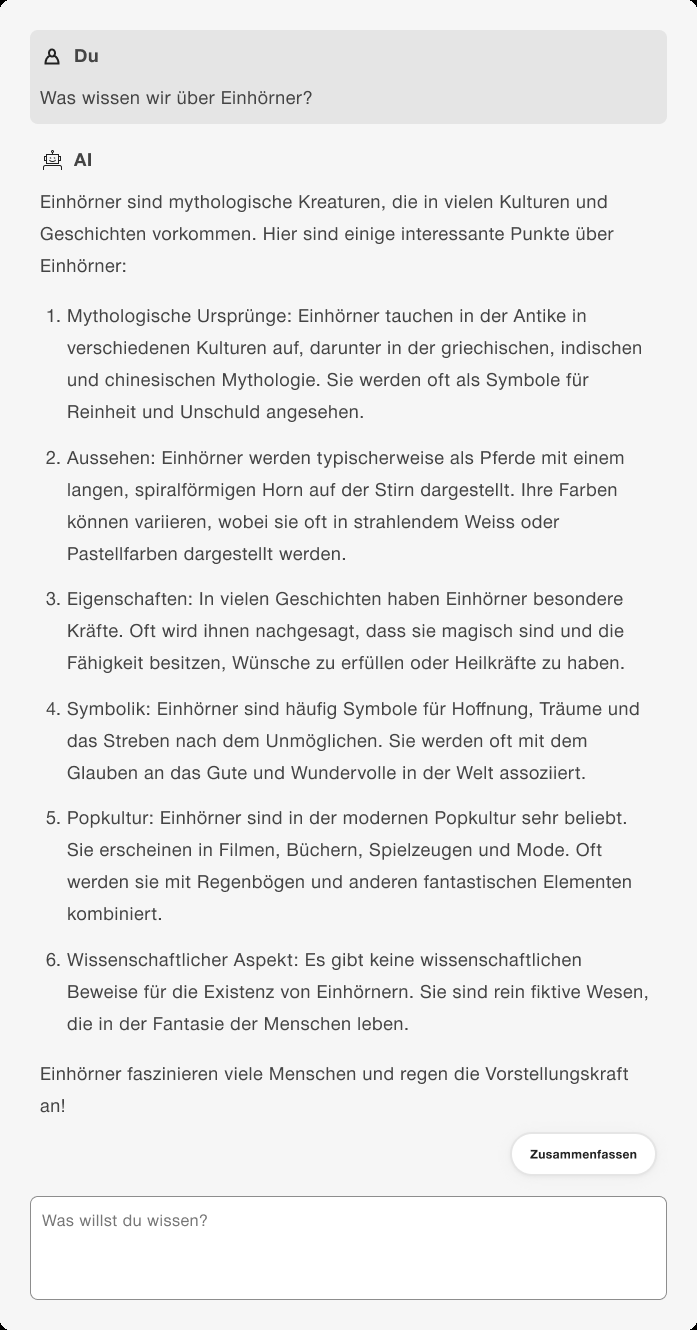 Du
Was wissen wir über Einhörner?
AI
Einhörner sind mythologische Kreaturen, die in vielen Kulturen und
Geschichten vorkommen. Hier sind einige interessante Punkte über
Einhörner:
1. Mythologische Ursprünge: Einhörner tauchen in der Antike in
verschiedenen Kulturen auf, darunter in der griechischen, indischen
und chinesischen Mythologie. Sie werden oft als Symbole für
Reinheit und Unschuld angesehen.
2. Aussehen: Einhörner werden typischerweise als Pferde mit einem
langen, spiralförmigen Horn auf der Stirn dargestellt. Ihre Farben
können variieren, wobei sie oft in strahlendem Weiss oder
Pastellfarben dargestellt werden.
3. Eigenschaften: In vielen Geschichten haben Einhörner besondere
Kräfte. Oft wird ihnen nachgesagt, dass sie magisch sind und die
Fähigkeit besitzen, Wünsche zu erfüllen oder Heilkräfte zu haben.
4. Symbolik: Einhörner sind häufig Symbole für Hoffnung, Träume und
das Streben nach dem Unmöglichen. Sie werden oft mit dem
Glauben an das Gute und Wundervolle in der Welt assoziiert.
5. Popkultur: Einhörner sind in der modernen Popkultur sehr beliebt.
Sie erscheinen in Filmen, Büchern, Spielzeugen und Mode. Oft
werden sie mit Regenbögen und anderen fantastischen Elementen
kombiniert.
6. Wissenschaftlicher Aspekt: Es gibt keine wissenschaftlichen
Beweise für die Existenz von Einhörnern. Sie sind rein fiktive Wesen,
die in der Fantasie der Menschen leben.
Einhörner faszinieren viele Menschen und regen die Vorstellungskraft
an!
Zusammenfassen
Was willst du wissen?